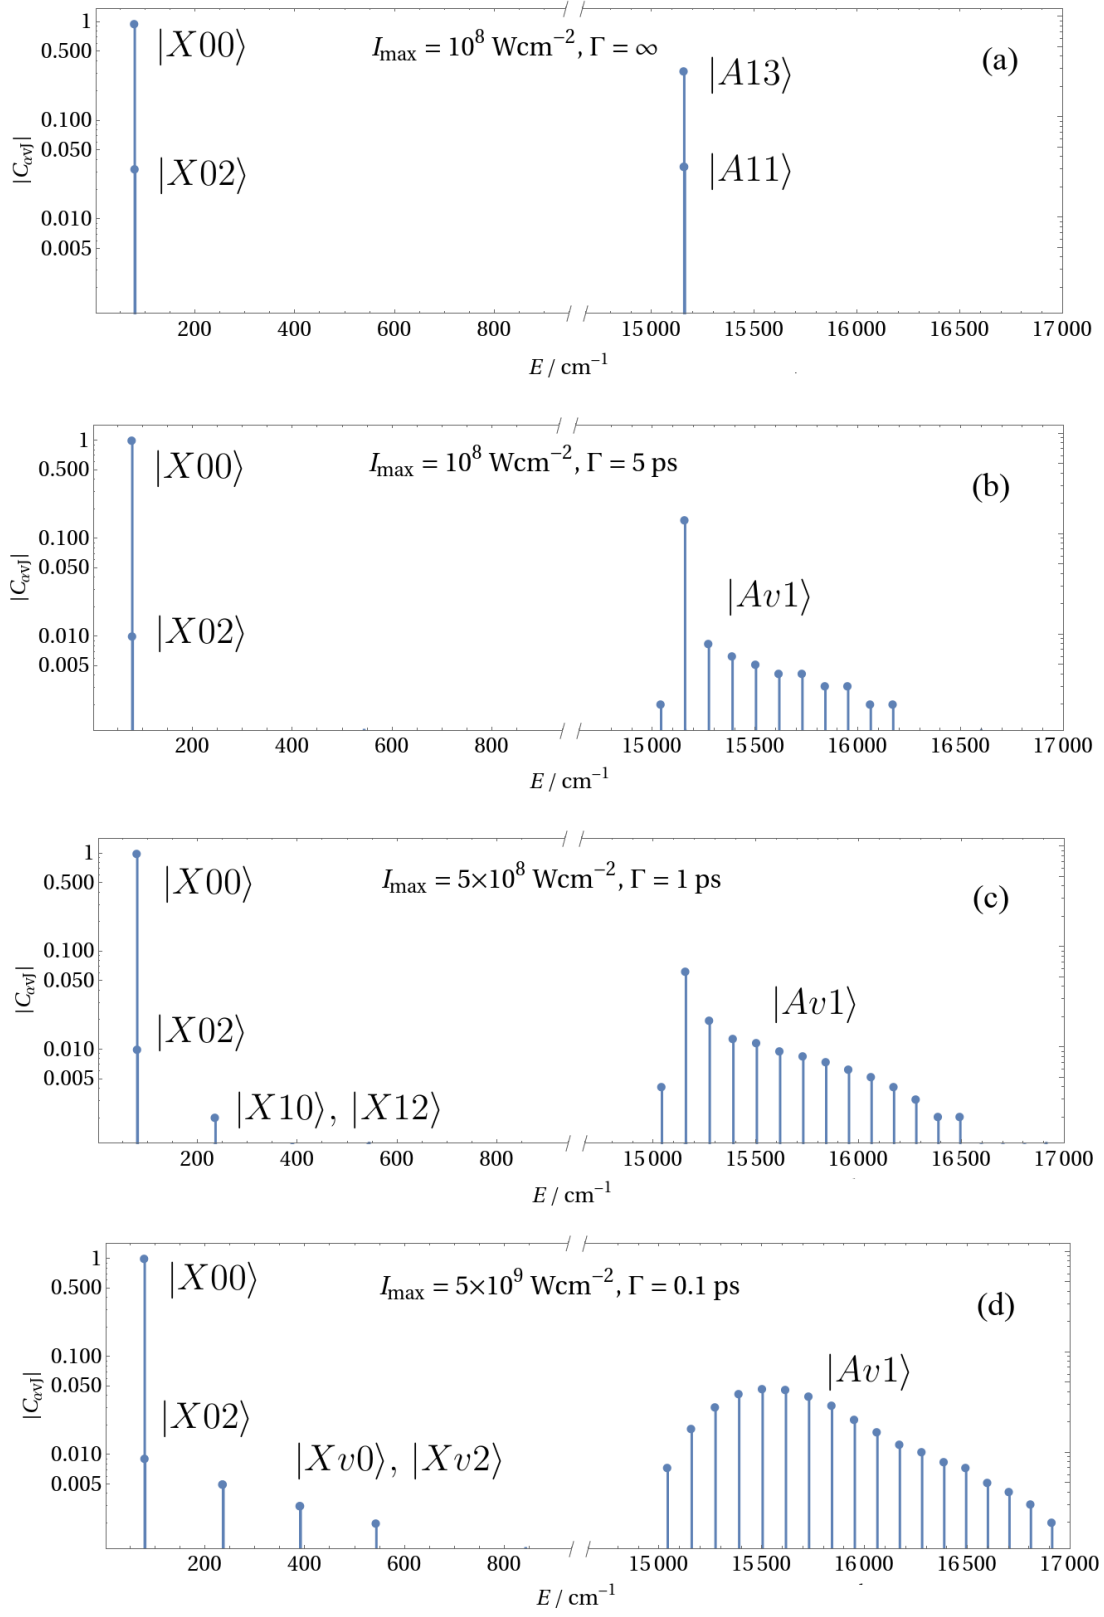 I_max = 10^8 Wcm^−2, Γ = ∞
(a)
|X00⟩
|A13⟩
|X02⟩
|A11⟩
1
0.500
0.100
0.050
0.010
0.005
|C_αvJ|
200 400 600 800 15 000 15 500 16 000 16 500 17 000
E / cm^−1
I_max = 10^8 Wcm^−2, Γ = 5 ps
(b)
|X00⟩
|Av1⟩
|X02⟩
1
0.500
0.100
0.050
0.010
0.005
|C_αvJ|
200 400 600 800 15 000 15 500 16 000 16 500 17 000
E / cm^−1
I_max = 5×10^8 Wcm^−2, Γ = 1 ps
(c)
|X00⟩
|Av1⟩
|X02⟩
|X10⟩, |X12⟩
1
0.500
0.100
0.050
0.010
0.005
|C_αvJ|
200 400 600 800 15 000 15 500 16 000 16 500 17 000
E / cm^−1
I_max = 5×10^9 Wcm^−2, Γ = 0.1 ps
(d)
|X00⟩
|Av1⟩
|X02⟩
|Xv0⟩, |Xv2⟩
1
0.500
0.100
0.050
0.010
0.005
|C_αvJ|
200 400 600 800 15 000 15 500 16 000 16 500 17 000
E / cm^−1